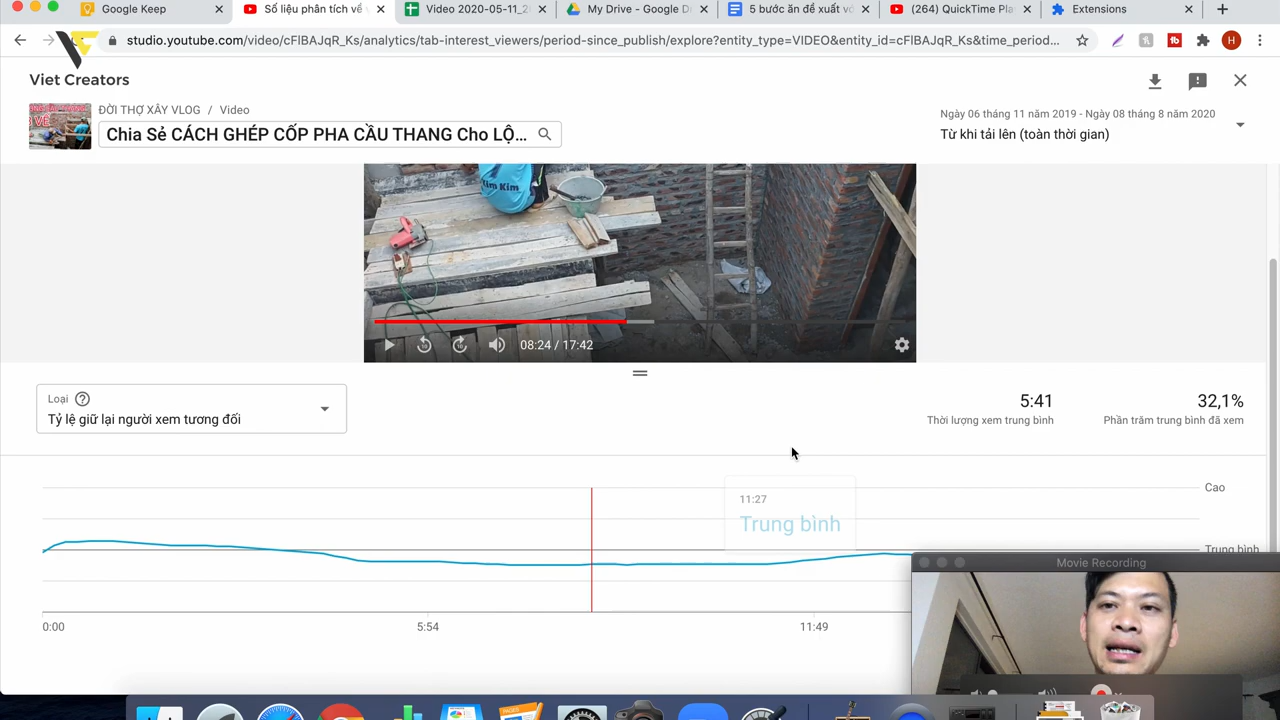 Google Keep
Số liệu phân tích về v
Video 2020-05-11_2
My Drive - Google D
5 bước ăn đề xuất vớ
(264) QuickTime Pla
Extensions
studio.youtube.com/video/cFlBAJqR_Ks/analytics/tab-interest_viewers/period-since_publish/explore?entity_type=VIDEO&entity_id=cFlBAJqR_Ks&time_period...
H
Viet Creators
ĐỜI THỢ XÂY VLOG / Video
Chia Sẻ CÁCH GHÉP CỐP PHA CẦU THANG Cho LỘ...
Ngày 06 tháng 11 năm 2019 - Ngày 08 tháng 8 năm 2020
Từ khi tải lên (toàn thời gian)
Kim Kim
08:24 / 17:42
Loại
Tỷ lệ giữ lại người xem tương đối
5:41
Thời lượng xem trung bình
32,1%
Phần trăm trung bình đã xem
11:27
Trung bình
Cao
Trung bình
0:00
5:54
11:49
Movie Recording